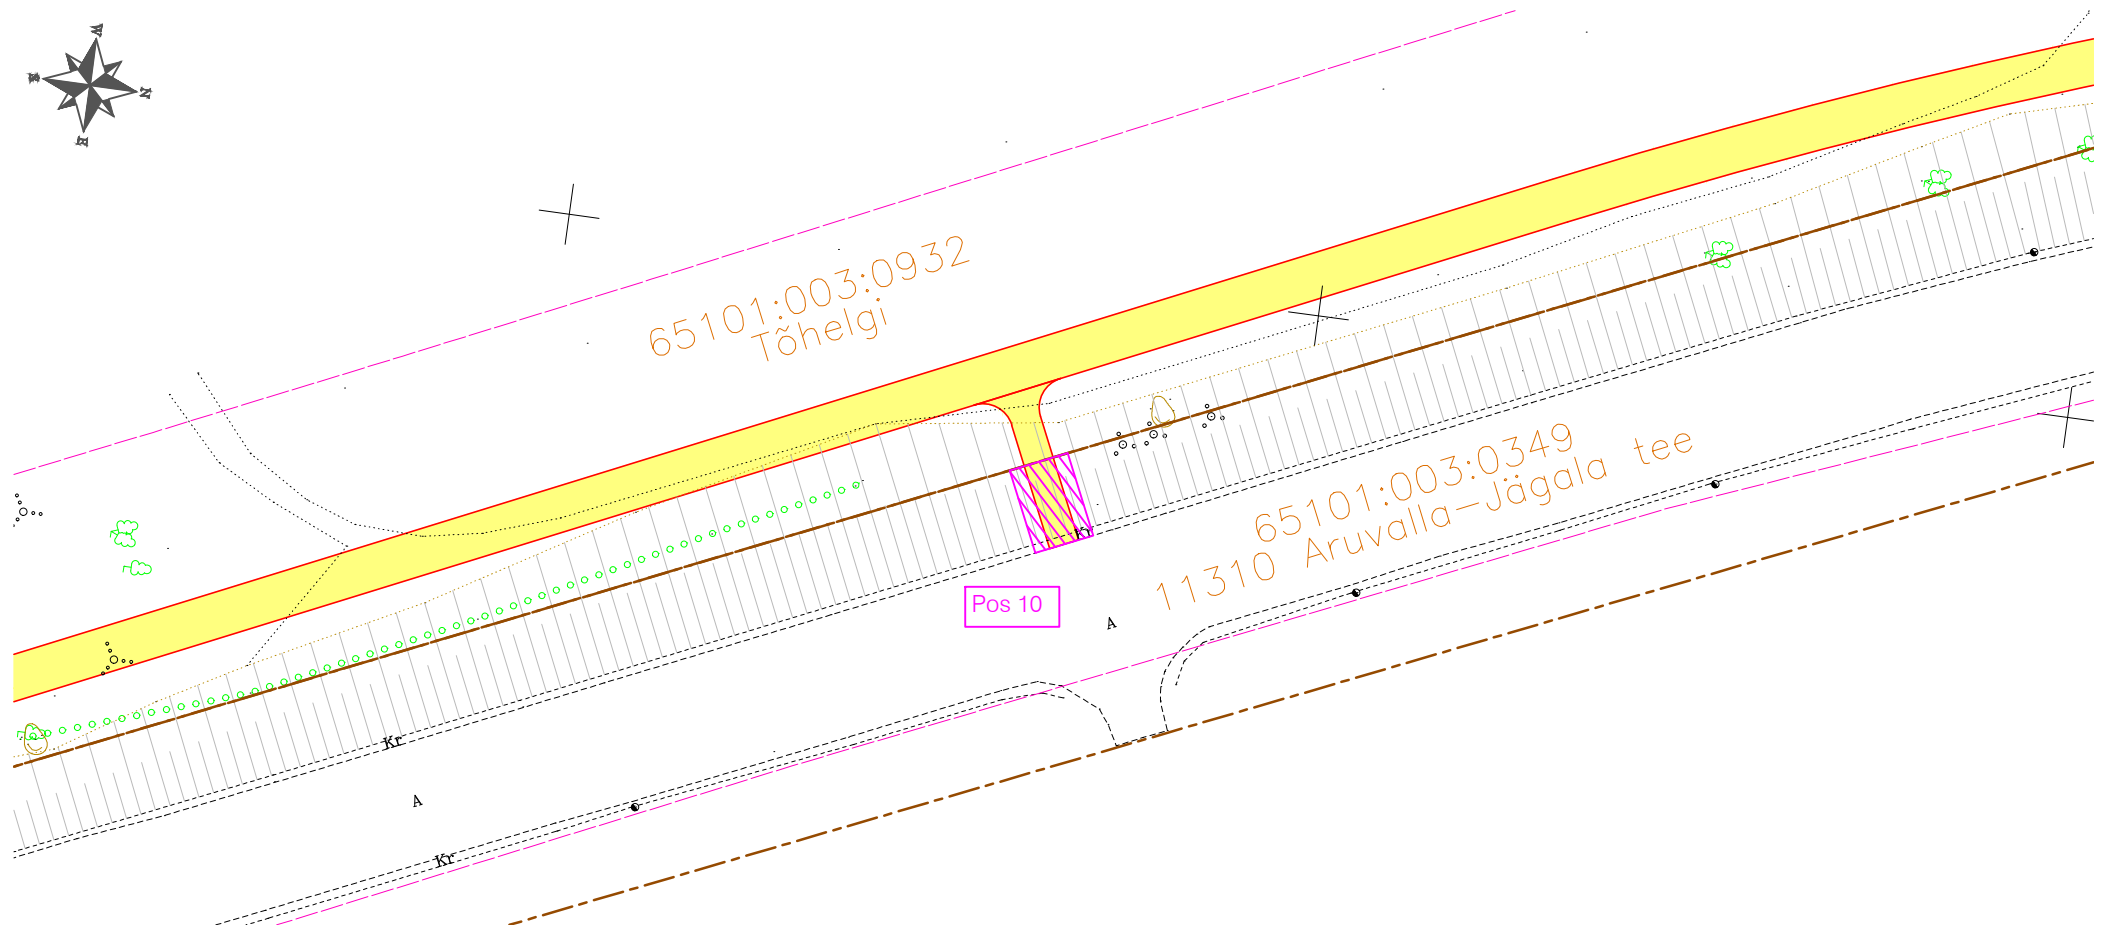 W
N
E
65101:003:0932
Tõhelgi
65101:003:0349
11310 Aruvalla-Jägala tee
Kr
Pos 10
A
Kr
A
Kr